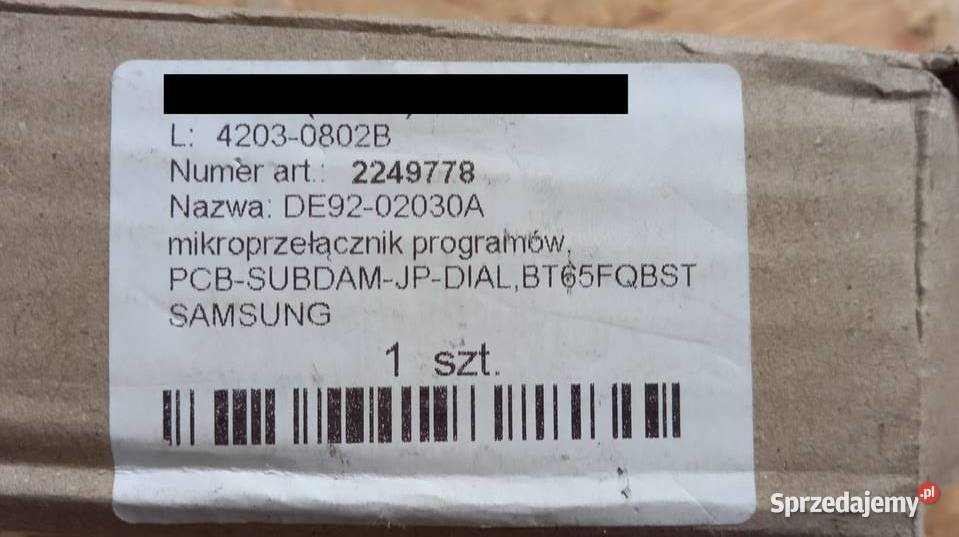 L: 4203-0802B
Numer art.: 2249778
Nazwa: DE92-02030A
mikroprzełącznik programów,
PCB-SUBDAM-JP-DIAL,BT65FQBST
SAMSUNG
1 szt.
Sprzedajemy.pl